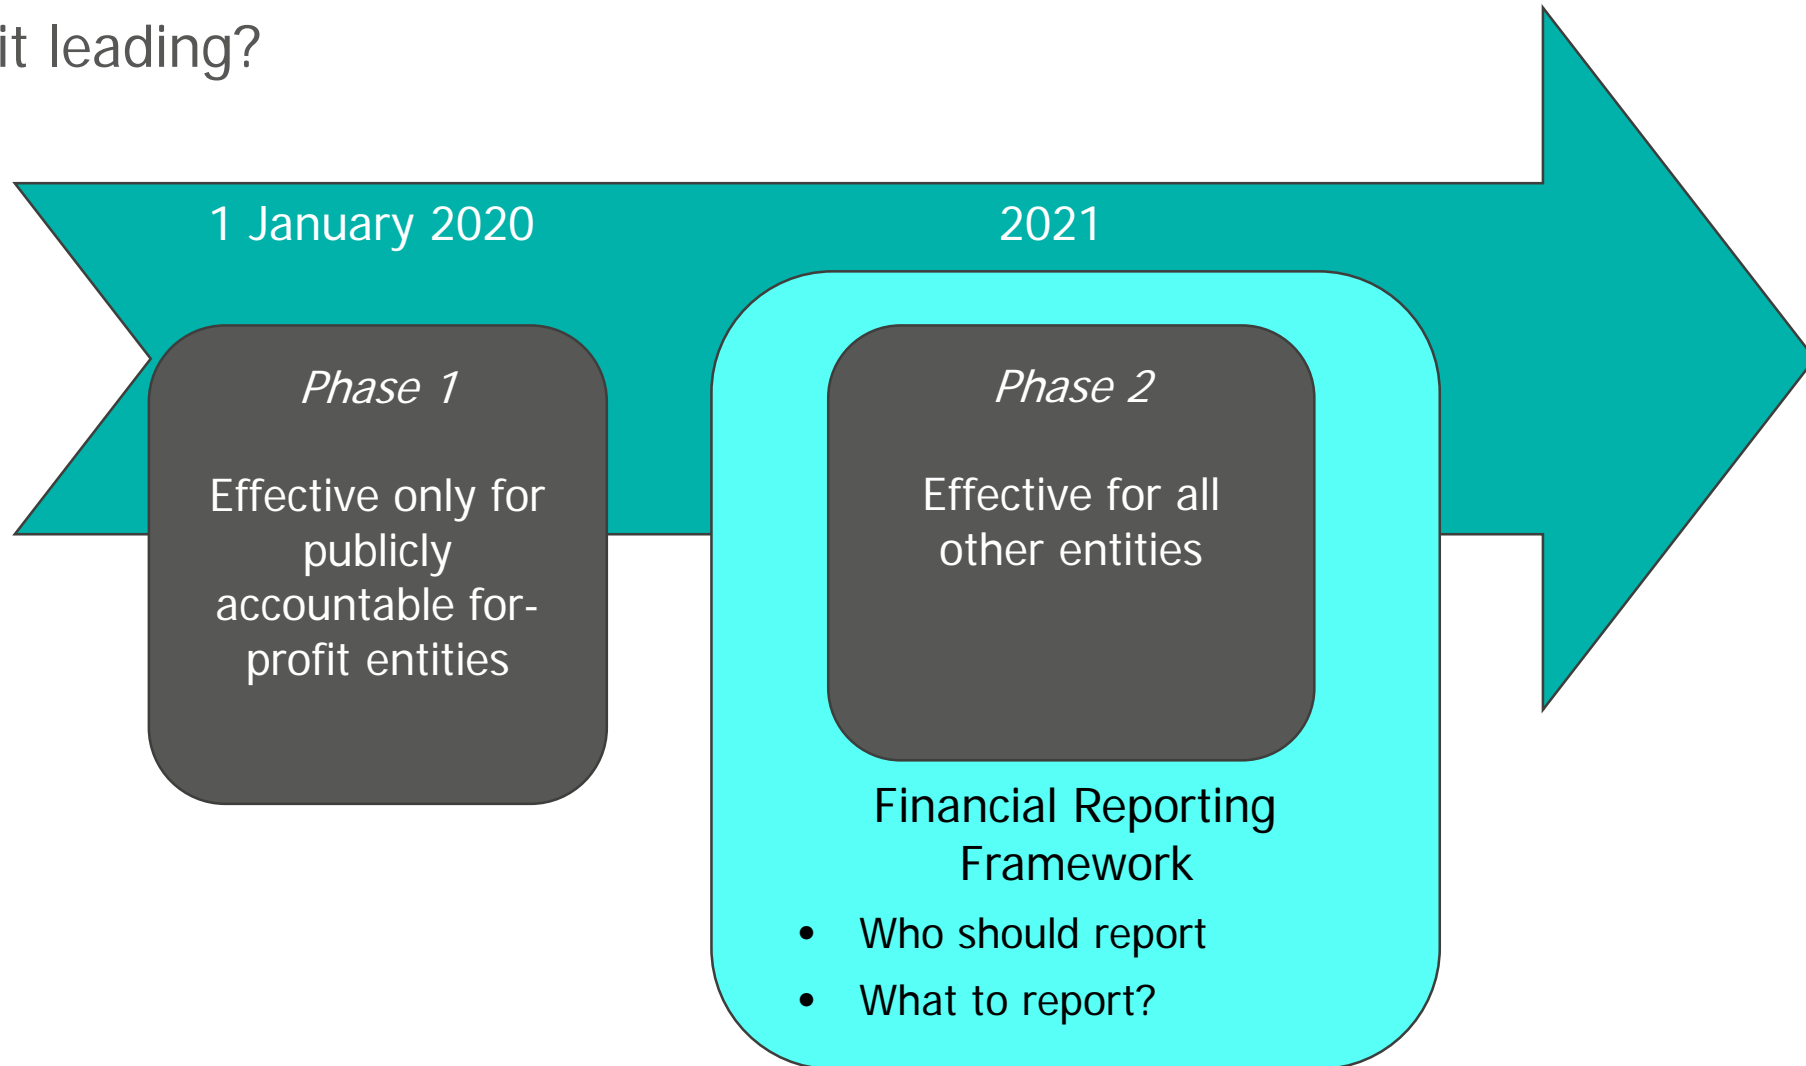 it leading?
1 January 2020
2021
Phase 1
Effective only for
publicly
accountable for-
profit entities
Phase 2
Effective for all
other entities
Financial Reporting
Framework
• Who should report
• What to report?